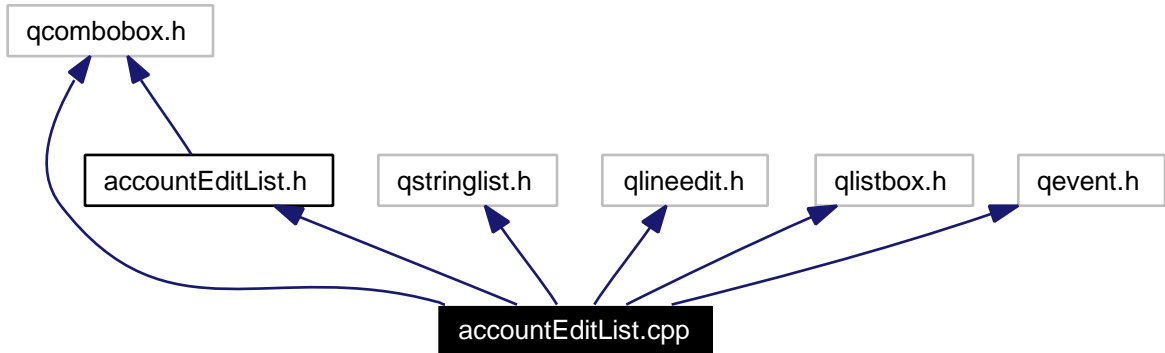 qcombobox.h
accountEditList.h
qstringlist.h
qlineedit.h
qlistbox.h
qevent.h
accountEditList.cpp